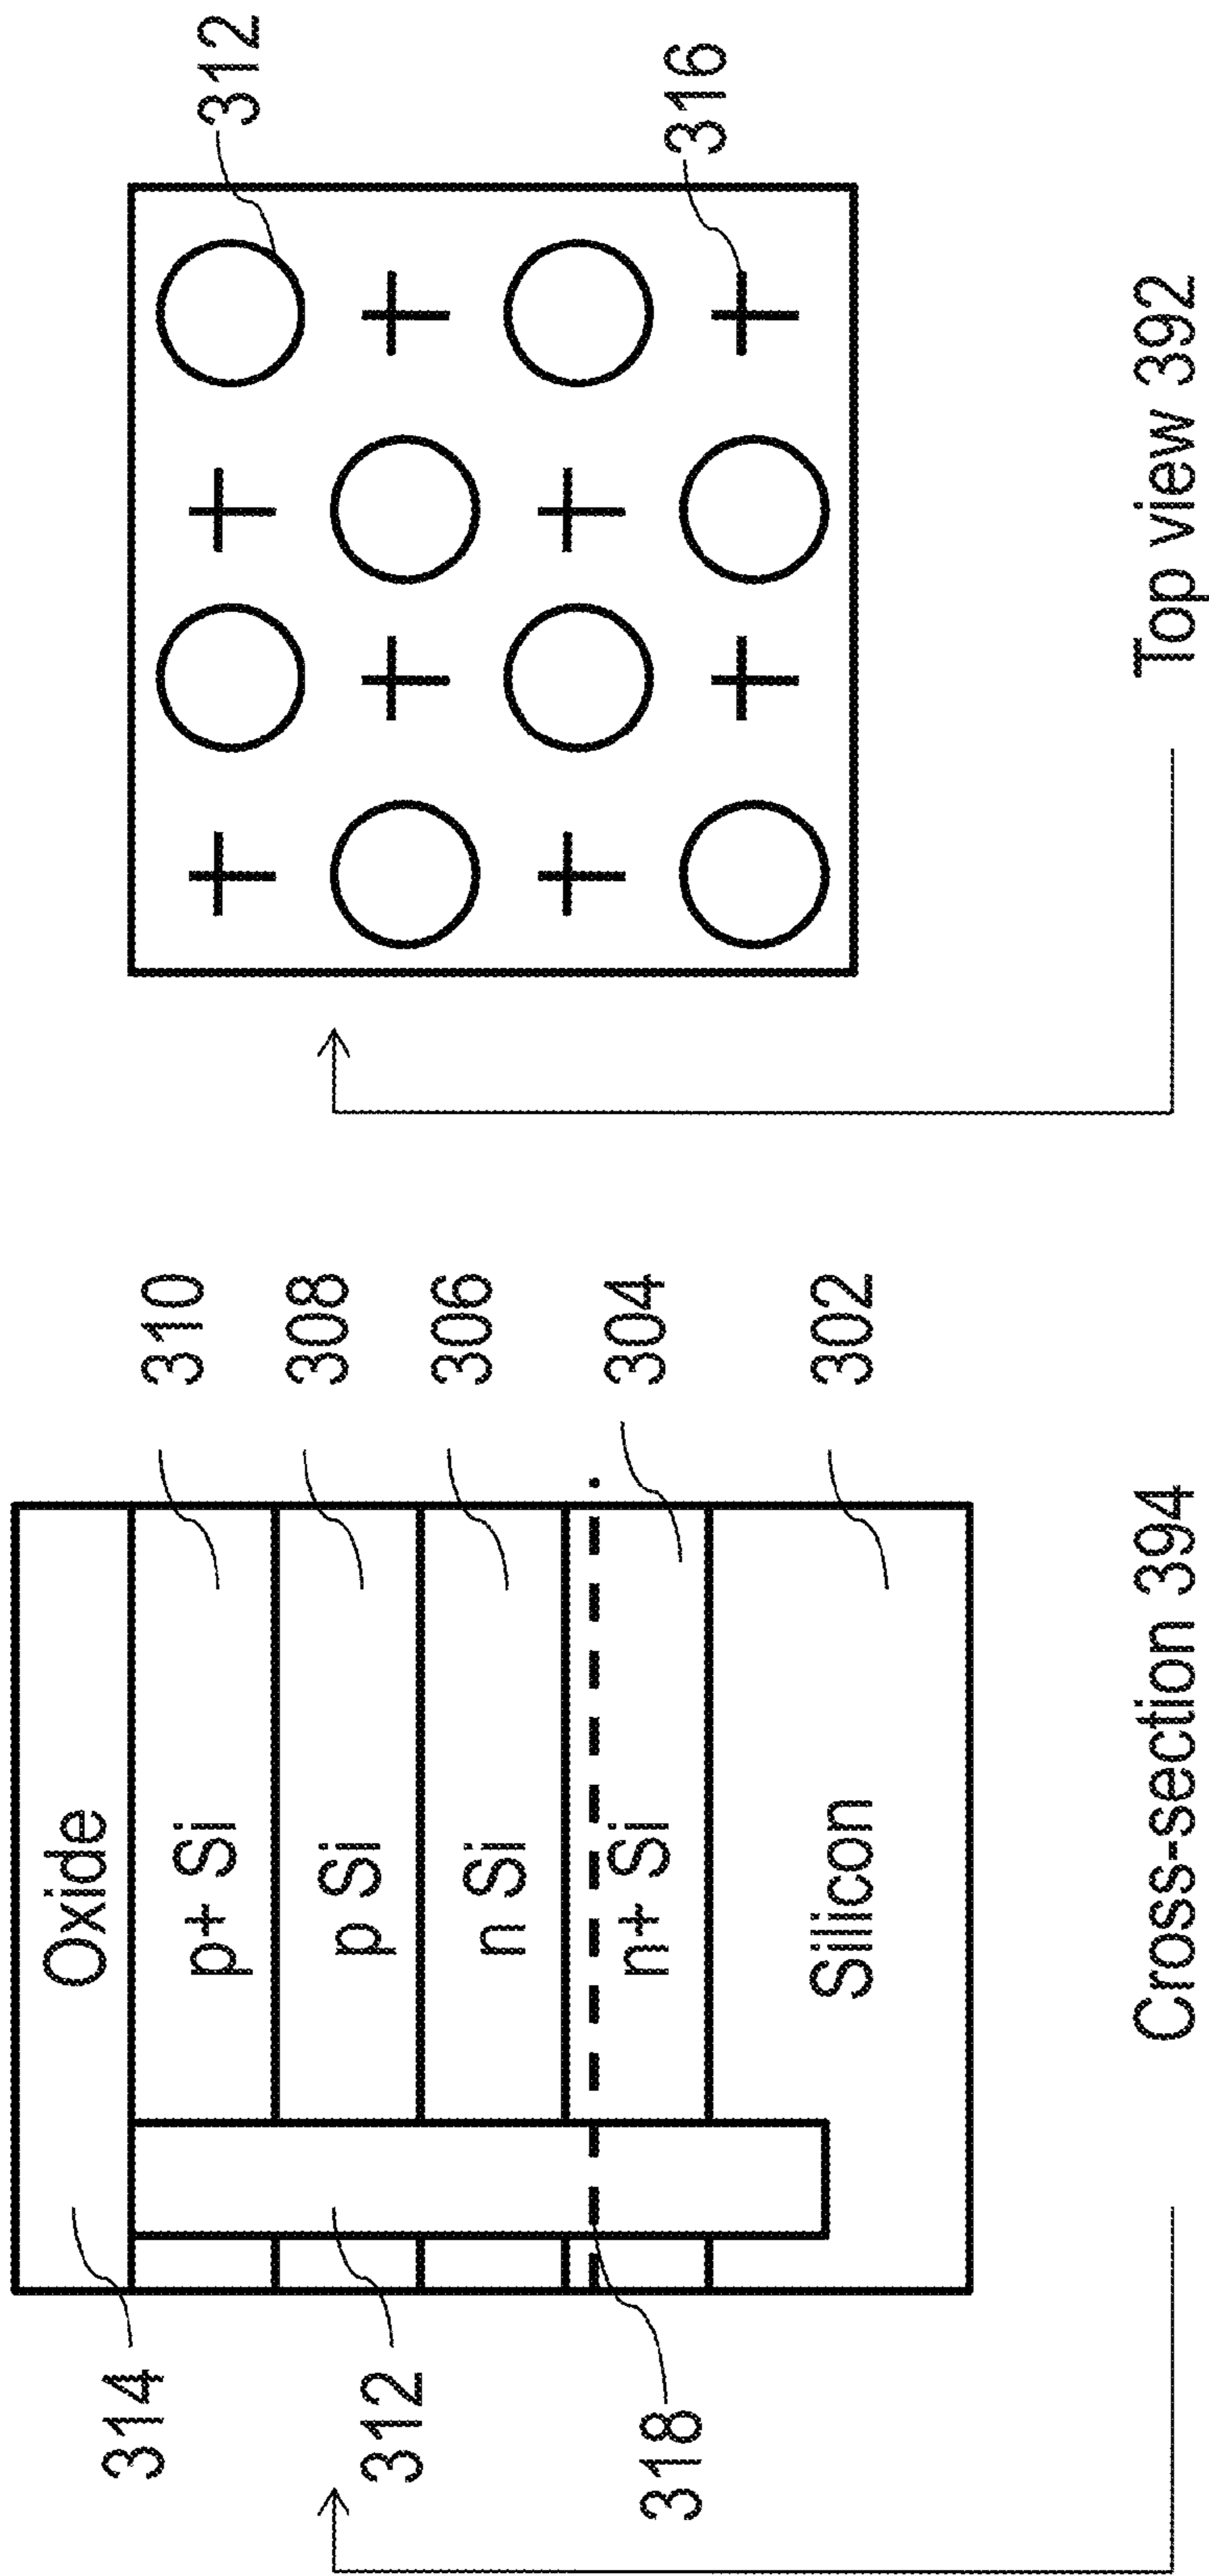 314
312
318
Oxide
p+ Si
p Si
n Si
n+ Si
Silicon
310
308
306
304
302
Cross-section 394
312
316
Top view 392